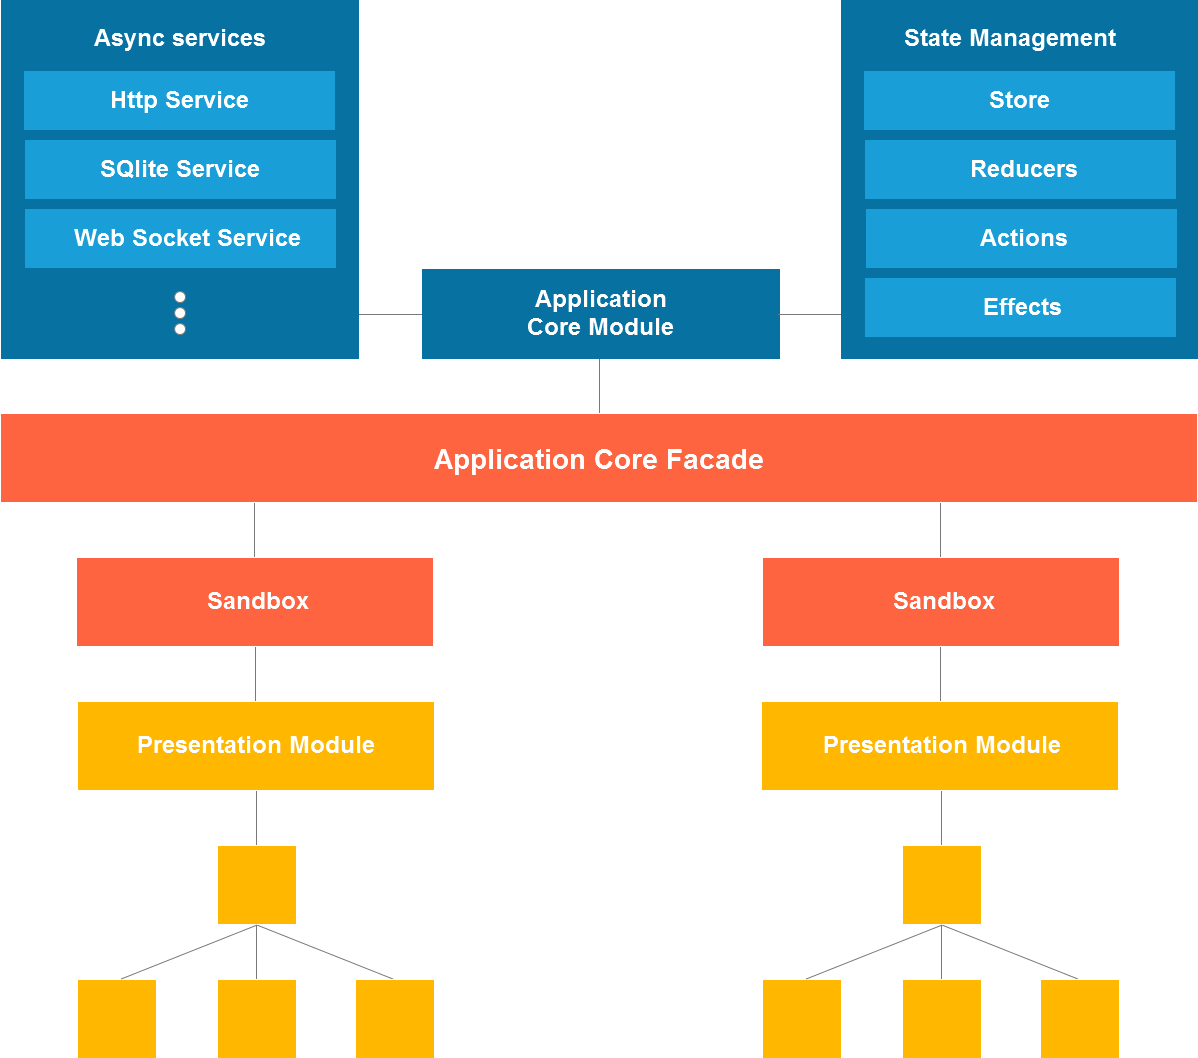 Async services
Http Service
SQlite Service
Web Socket Service
State Management
Store
Reducers
Actions
Effects
Application
Core Module
Application Core Facade
Sandbox
Sandbox
Presentation Module
Presentation Module